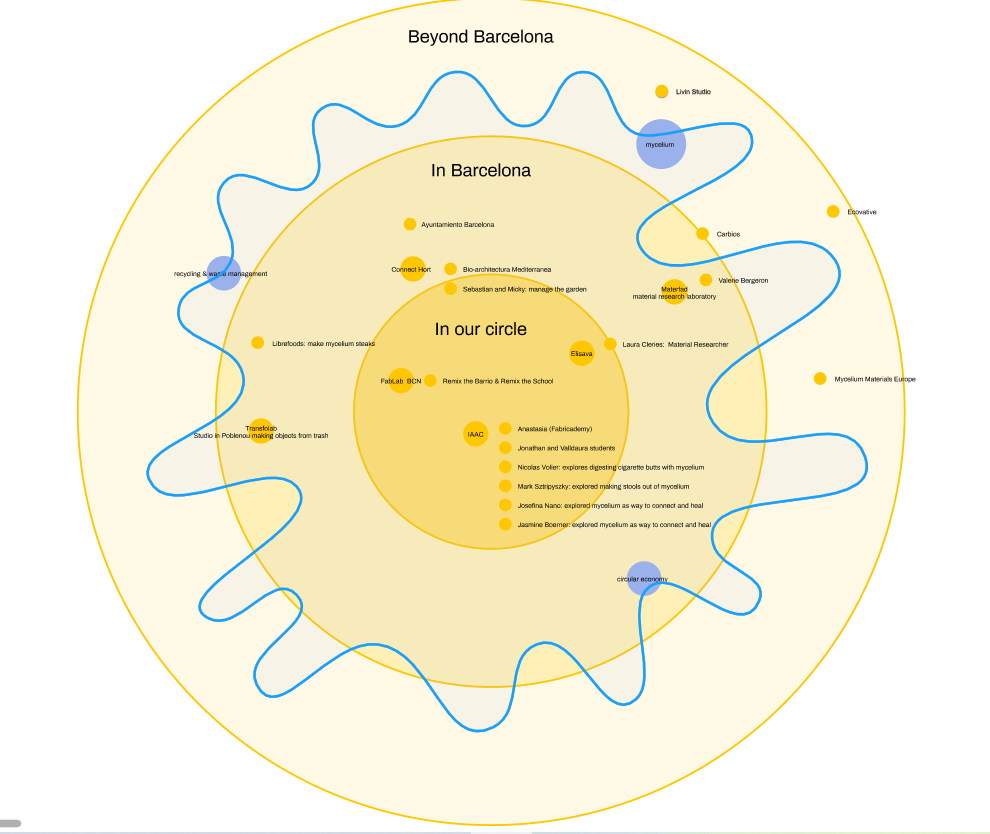 Beyond Barcelona
Livin Studio
mycelium
In Barcelona
Ecovative
Ayuntamiento Barcelona
Carbios
Connect Hort
Bio-architectura Mediterranea
recycling & waste management
Valerie Bergeron
Sebastian and Micky: manage the garden
Materfad
material research laboratory
In our circle
Librefoods: make mycelium steaks
Elisava
Laura Cleries: Material Researcher
FabLab BCN
Remix the Barrio & Remix the School
Mycelium Materials Europe
Transfolab
Studio in Poblenou making objects from trash
IAAC
Anastasia (Fabricademy)
Jonathan and Valldaura students
Nicolas Volier: explores digesting cigarette butts with mycelium
Mark Sztripyszky: explored making stools out of mycelium
Josefina Nano: explored mycelium as way to connect and heal
Jasmine Boerner: explored mycelium as way to connect and heal
circular economy